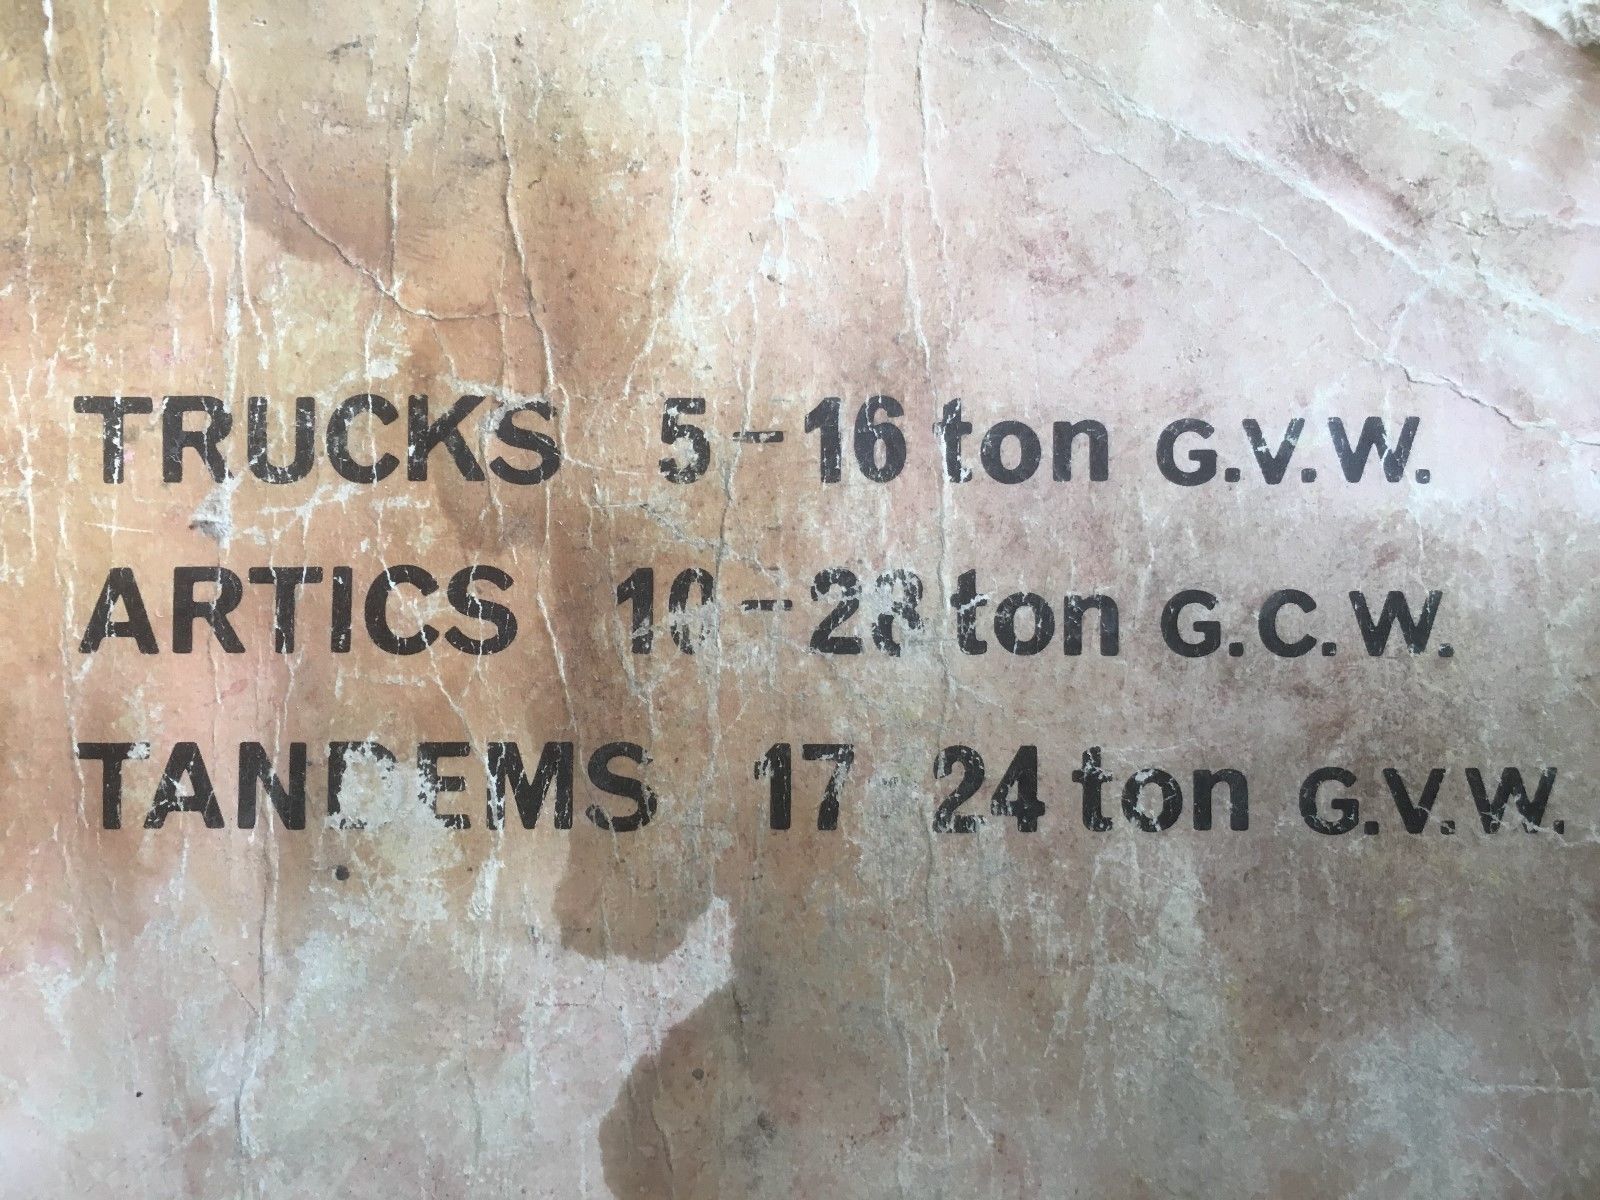 TRUCKS 5-16 ton G.V.W.
ARTICS 10-28 ton G.C.W.
TANDEMS 17 24 ton G.V.W.